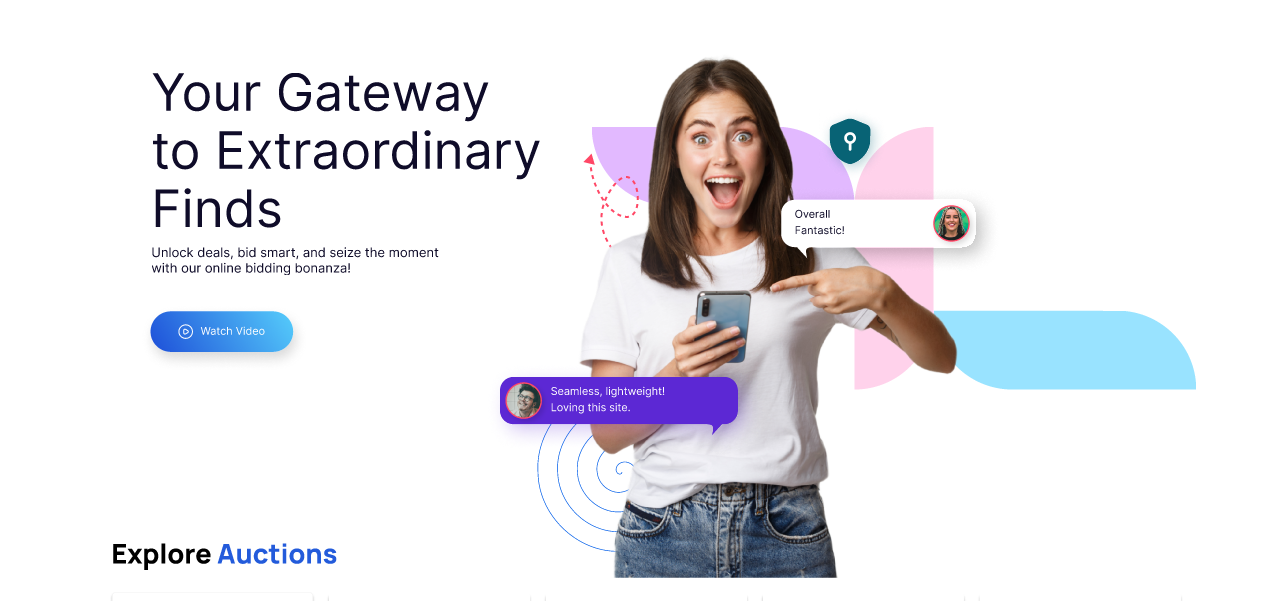 Your Gateway
to Extraordinary
Finds
Unlock deals, bid smart, and seize the moment
with our online bidding bonanza!
Watch Video
Overall
Fantastic!
Seamless, lightweight!
Loving this site.
Explore Auctions